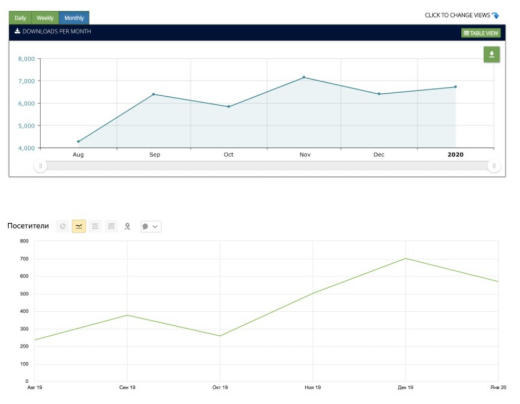 Daily Weekly Monthly
CLICK TO CHANGE VIEWS
DOWNLOADS PER MONTH
TABLE VIEW
8,000
7,000
6,000
5,000
4,000
Aug Sep Oct Nov Dec 2020
Посетители
800
700
600
500
400
300
200
100
0
Авг 19 Сен 19 Окт 19 Ноя 19 Дек 19 Янв 20